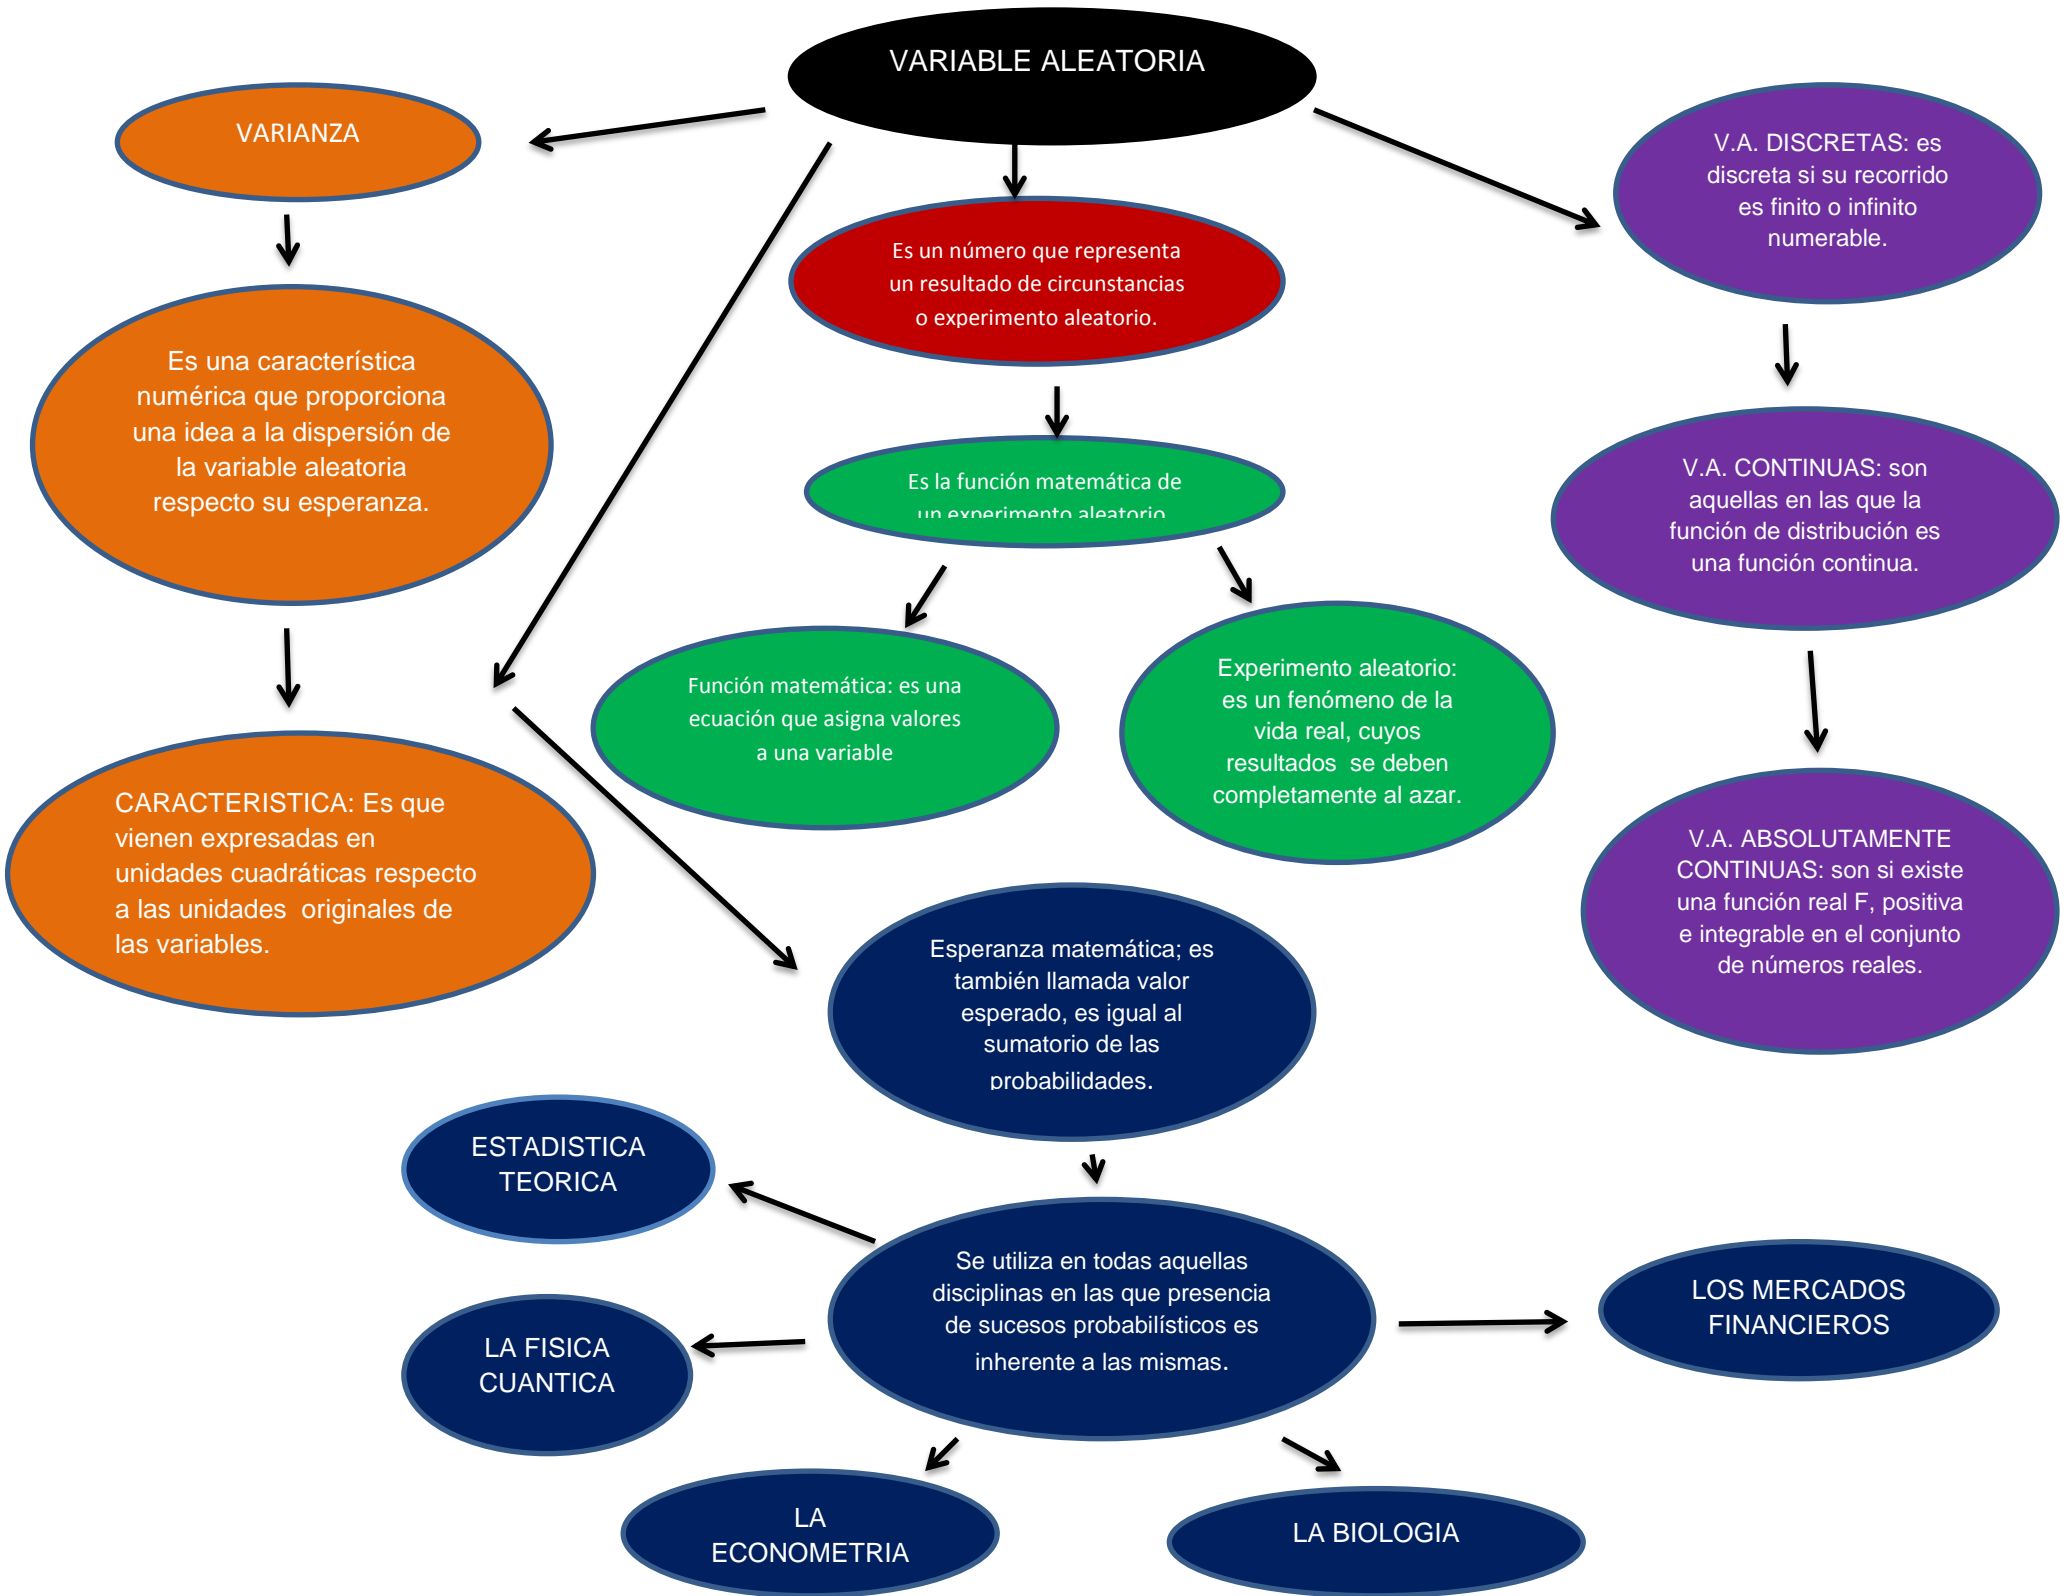 VARIABLE ALEATORIA
VARIANZA
Es una característica
numérica que proporciona
una idea a la dispersión de
la variable aleatoria
respecto su esperanza.
CARACTERISTICA: Es que
vienen expresadas en
unidades cuadráticas respecto
a las unidades originales de
las variables.
Es un número que representa
un resultado de circunstancias
o experimento aleatorio.
Es la función matemática de
un experimento aleatorio
Función matemática: es una
ecuación que asigna valores
a una variable
Experimento aleatorio:
es un fenómeno de la
vida real, cuyos
resultados se deben
completamente al azar.
V.A. DISCRETAS: es
discreta si su recorrido
es finito o infinito
numerable.
V.A. CONTINUAS: son
aquellas en las que la
función de distribución es
una función continua.
V.A. ABSOLUTAMENTE
CONTINUAS: son si existe
una función real F, positiva
e integrable en el conjunto
de números reales.
Esperanza matemática; es
también llamada valor
esperado, es igual al
sumatorio de las
probabilidades.
Se utiliza en todas aquellas
disciplinas en las que presencia
de sucesos probabilísticos es
inherente a las mismas.
ESTADISTICA
TEORICA
LA FISICA
CUANTICA
LA
ECONOMETRIA
LA BIOLOGIA
LOS MERCADOS
FINANCIEROS